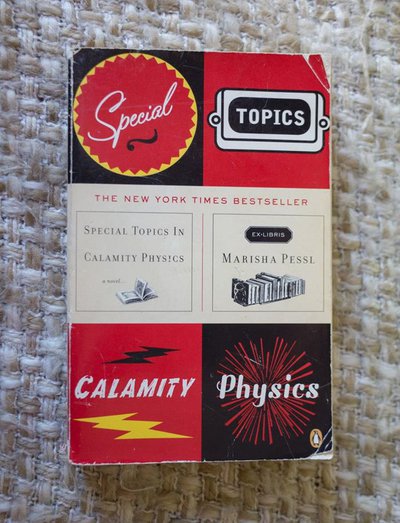 Special
TOPICS
THE NEW YORK TIMES BESTSELLER
SPECIAL TOPICS IN
CALAMITY PHYSICS
a novel...
EX-LIBRIS
MARISHA PESSL
CALAMITY
Physics